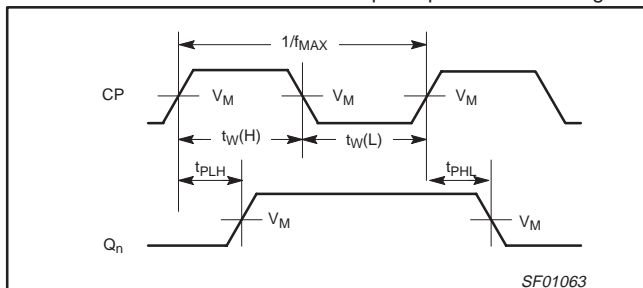 1/fMAX
CP
VM VM VM
tW(H) tW(L)
tPLH tPHL
VM VM
Qn
SF01063